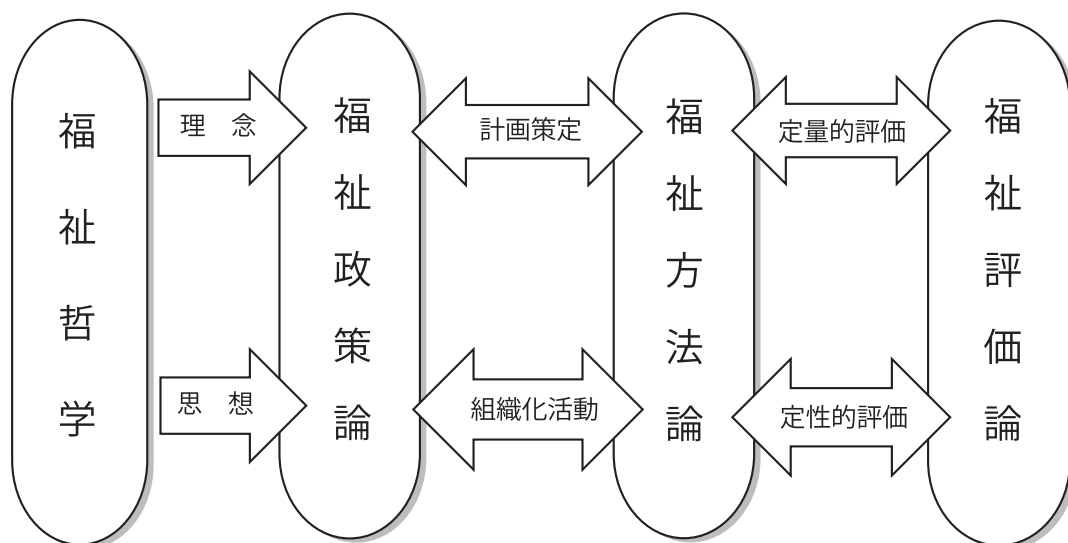 福祉哲学
理　念
思　想
福祉政策論
計画策定
組織化活動
福祉方法論
定量的評価
定性的評価
福祉評価論